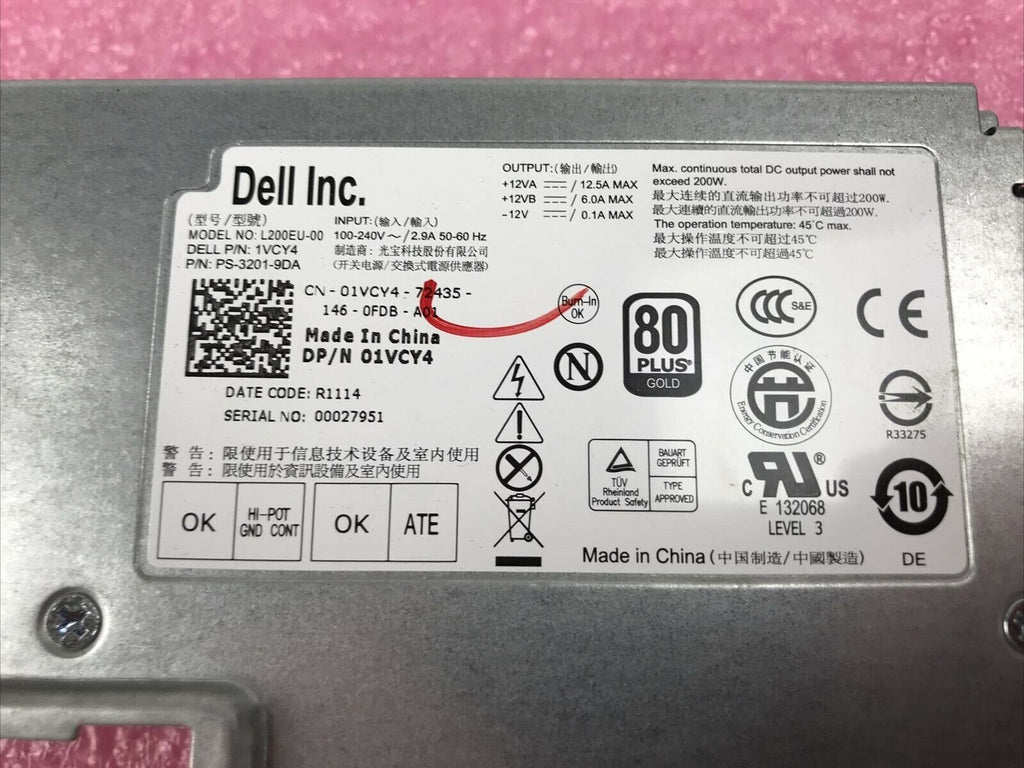 Dell Inc.
(型号/型號)
MODEL NO: L200EU-00
DELL P/N: 1VCY4
P/N: PS-3201-9DA
INPUT:(输入/輸入)
100-240V～/2.9A 50-60 Hz
制造商: 光宝科技股份有限公司
(开关电源/交換式電源供應器)
OUTPUT:(输出/輸出)
+12VA ⎓ / 12.5A MAX
+12VB ⎓ / 6.0A MAX
-12V ⎓ / 0.1A MAX
Max. continuous total DC output power shall not
exceed 200W.
最大连续的直流输出功率不可超过200W.
最大連續的直流輸出功率不可超過200W.
The operation temperature: 45℃ max.
最大操作温度不可超过45℃
最大操作溫度不可超過45℃
CN - 01VCY4 - 72435 -
146 - 0FDB - A01
Made In China
DP/N 01VCY4
DATE CODE: R1114
SERIAL NO: 00027951
警告: 限使用于信息技术设备及室内使用
警告: 限使用於資訊設備及室內使用
OK
HI-POT
GND CONT
OK
ATE
Burn-In
OK
N
80
PLUS®
GOLD
CCC S&E
CE
中国节能认证
Energy Conservation Certification
R33275
TÜV
Rheinland
Product Safety
BAUART
GEPRÜFT
TYPE
APPROVED
C RU® US
E 132068
LEVEL 3
10
Made in China (中国制造/中國製造)
DE